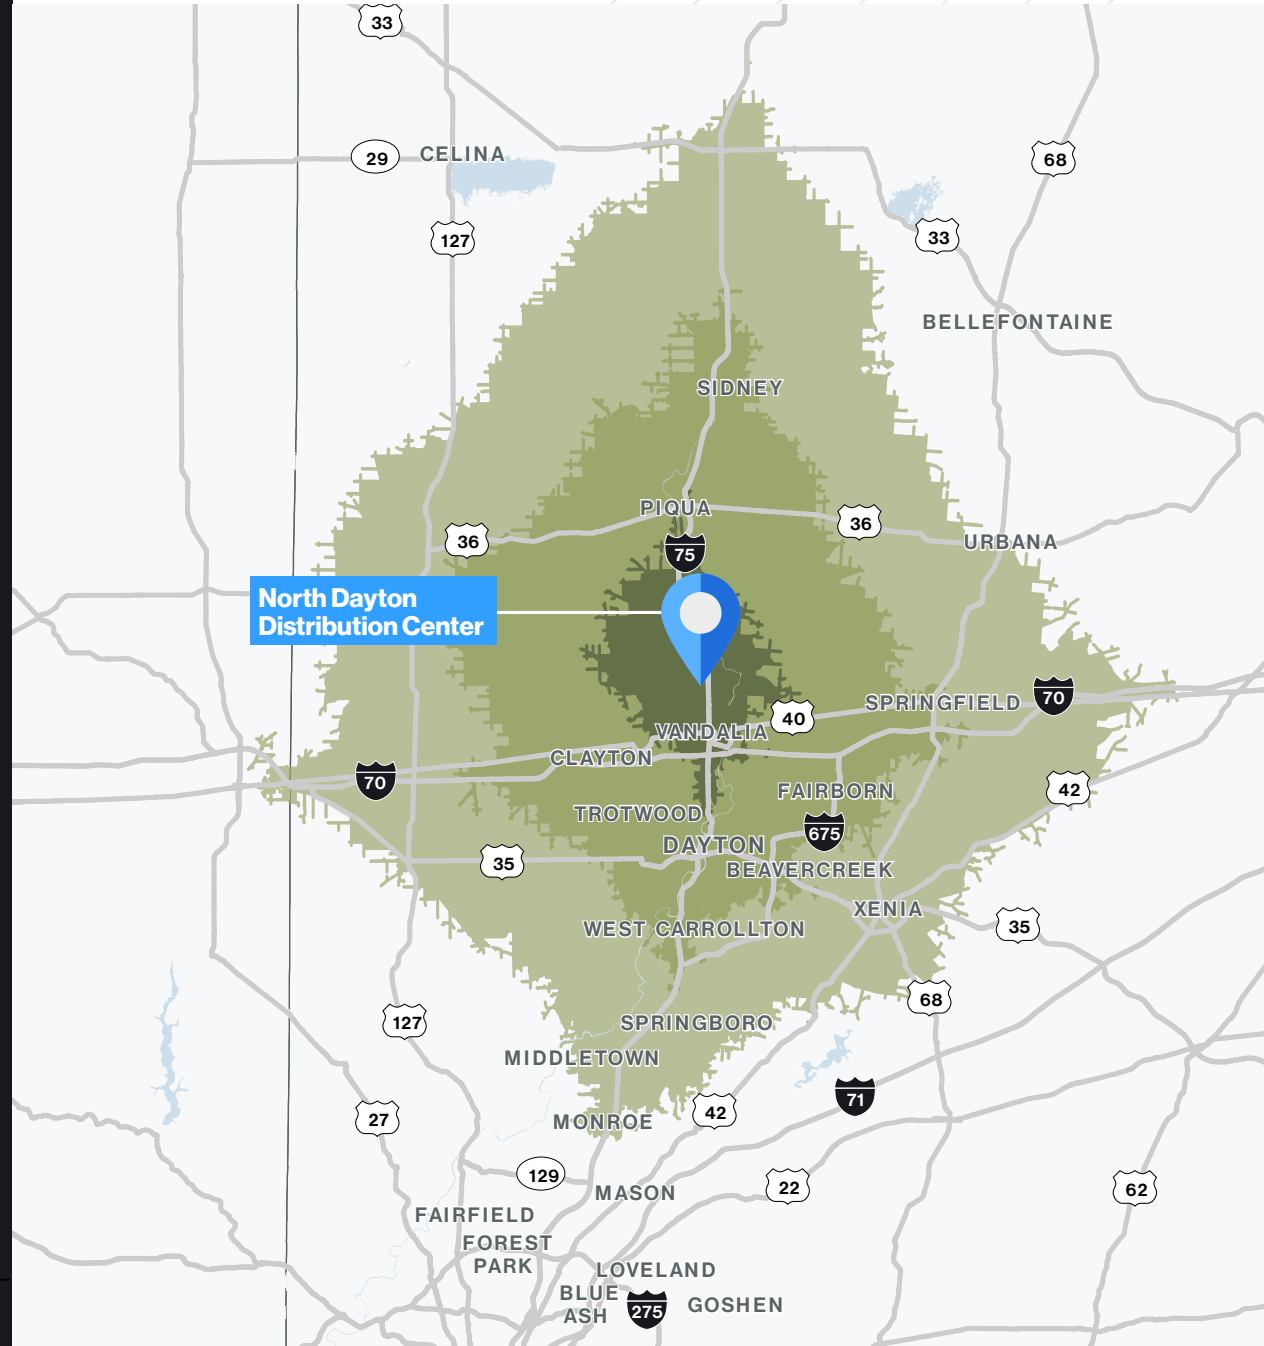 33
29
CELINA
68
127
33
BELLEFONTAINE
SIDNEY
PIQUA
36
36
URBANA
75
North Dayton
Distribution Center
SPRINGFIELD
70
40
VANDALIA
CLAYTON
70
FAIRBORN
42
TROTWOOD
675
DAYTON
35
BEAVERCREEK
XENIA
35
WEST CARROLLTON
68
127
SPRINGBORO
MIDDLETOWN
71
42
27
MONROE
129
22
62
MASON
FAIRFIELD
FOREST
PARK
LOVELAND
BLUE
ASH
275
GOSHEN